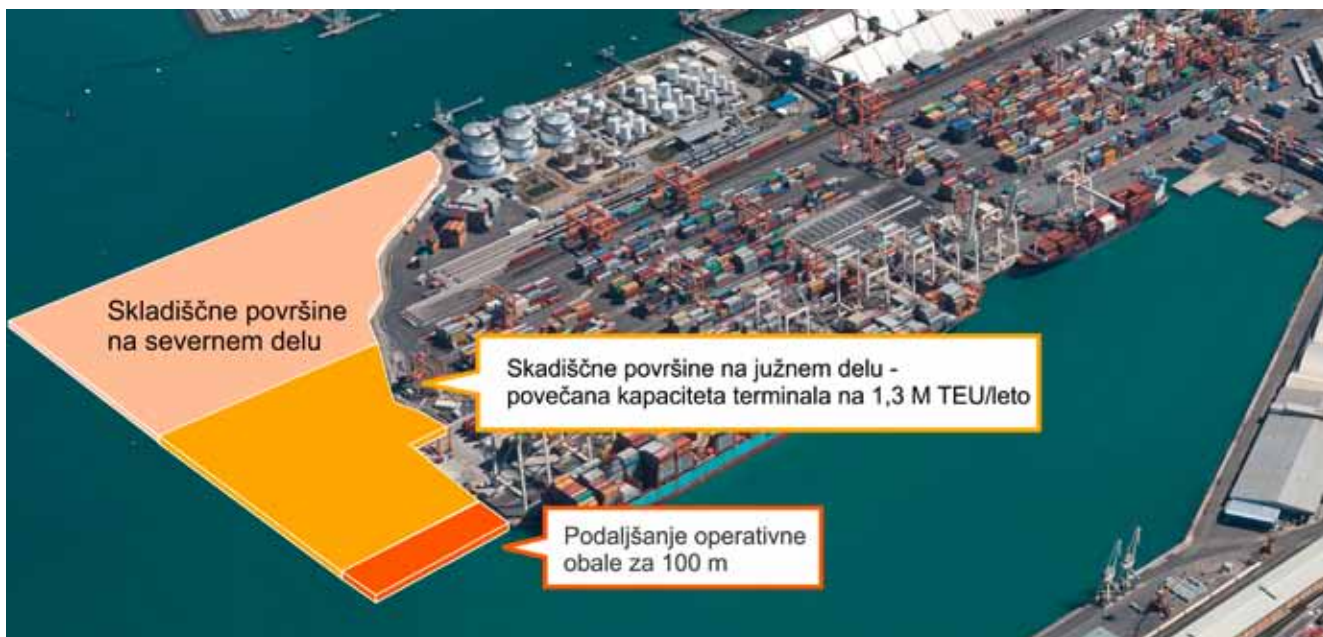 Skladiščne površine
na severnem delu
Skadiščne površine na južnem delu -
povečana kapaciteta terminala na 1,3 M TEU/leto
Podaljšanje operativne
obale za 100 m